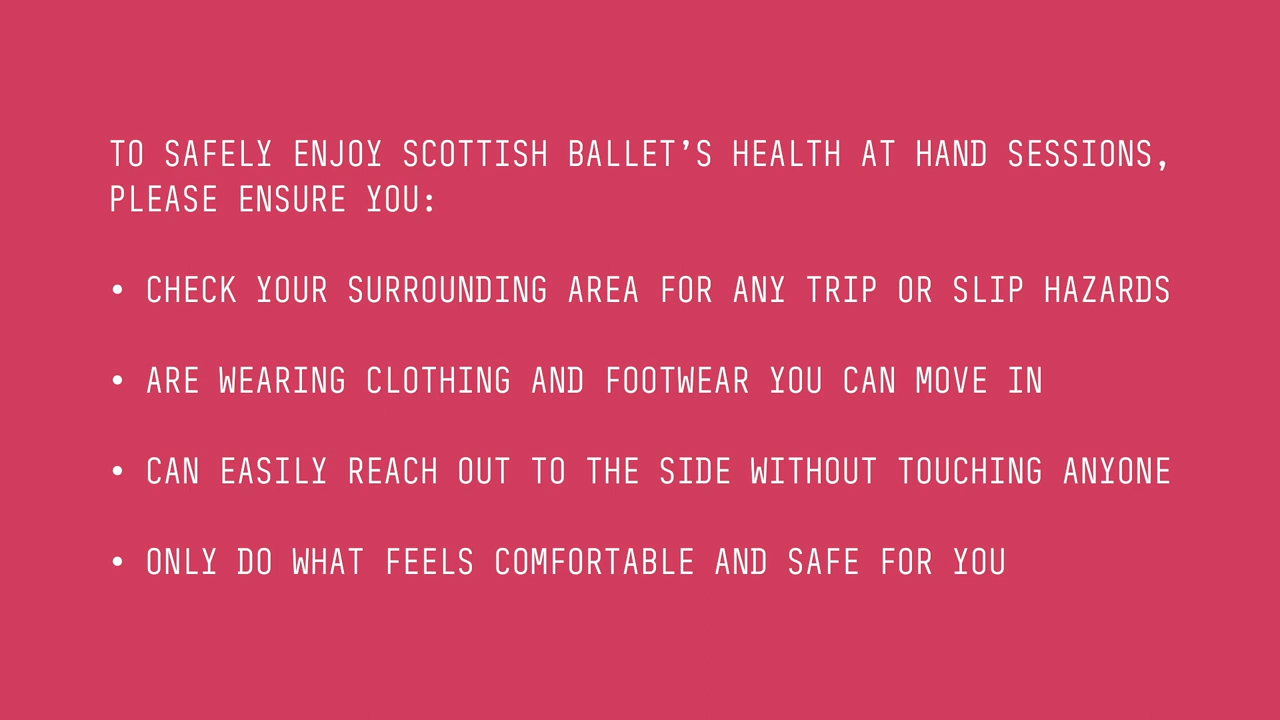 TO SAFELY ENJOY SCOTTISH BALLET’S HEALTH AT HAND SESSIONS,
PLEASE ENSURE YOU:
• CHECK YOUR SURROUNDING AREA FOR ANY TRIP OR SLIP HAZARDS
• ARE WEARING CLOTHING AND FOOTWEAR YOU CAN MOVE IN
• CAN EASILY REACH OUT TO THE SIDE WITHOUT TOUCHING ANYONE
• ONLY DO WHAT FEELS COMFORTABLE AND SAFE FOR YOU